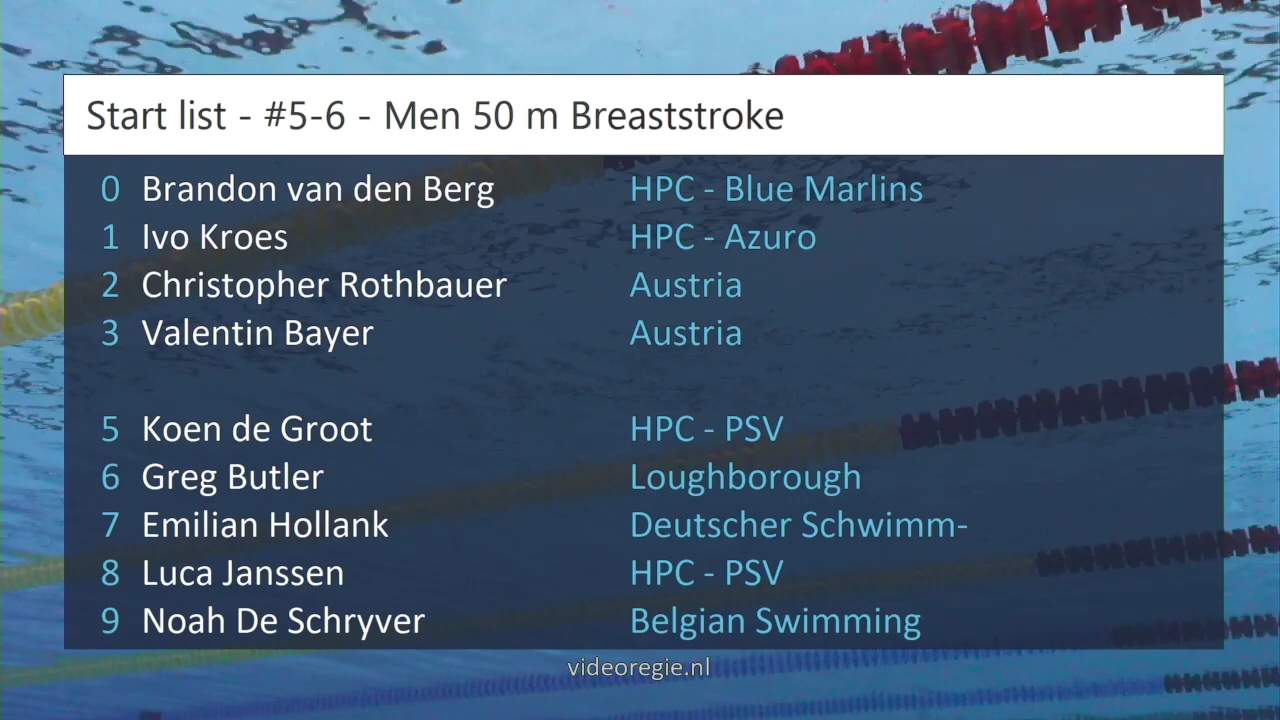 Start list - #5-6 - Men 50 m Breaststroke
0 Brandon van den Berg HPC - Blue Marlins
1 Ivo Kroes HPC - Azuro
2 Christopher Rothbauer Austria
3 Valentin Bayer Austria
5 Koen de Groot HPC - PSV
6 Greg Butler Loughborough
7 Emilian Hollank Deutscher Schwimm-
8 Luca Janssen HPC - PSV
9 Noah De Schryver Belgian Swimming
videoregie.nl